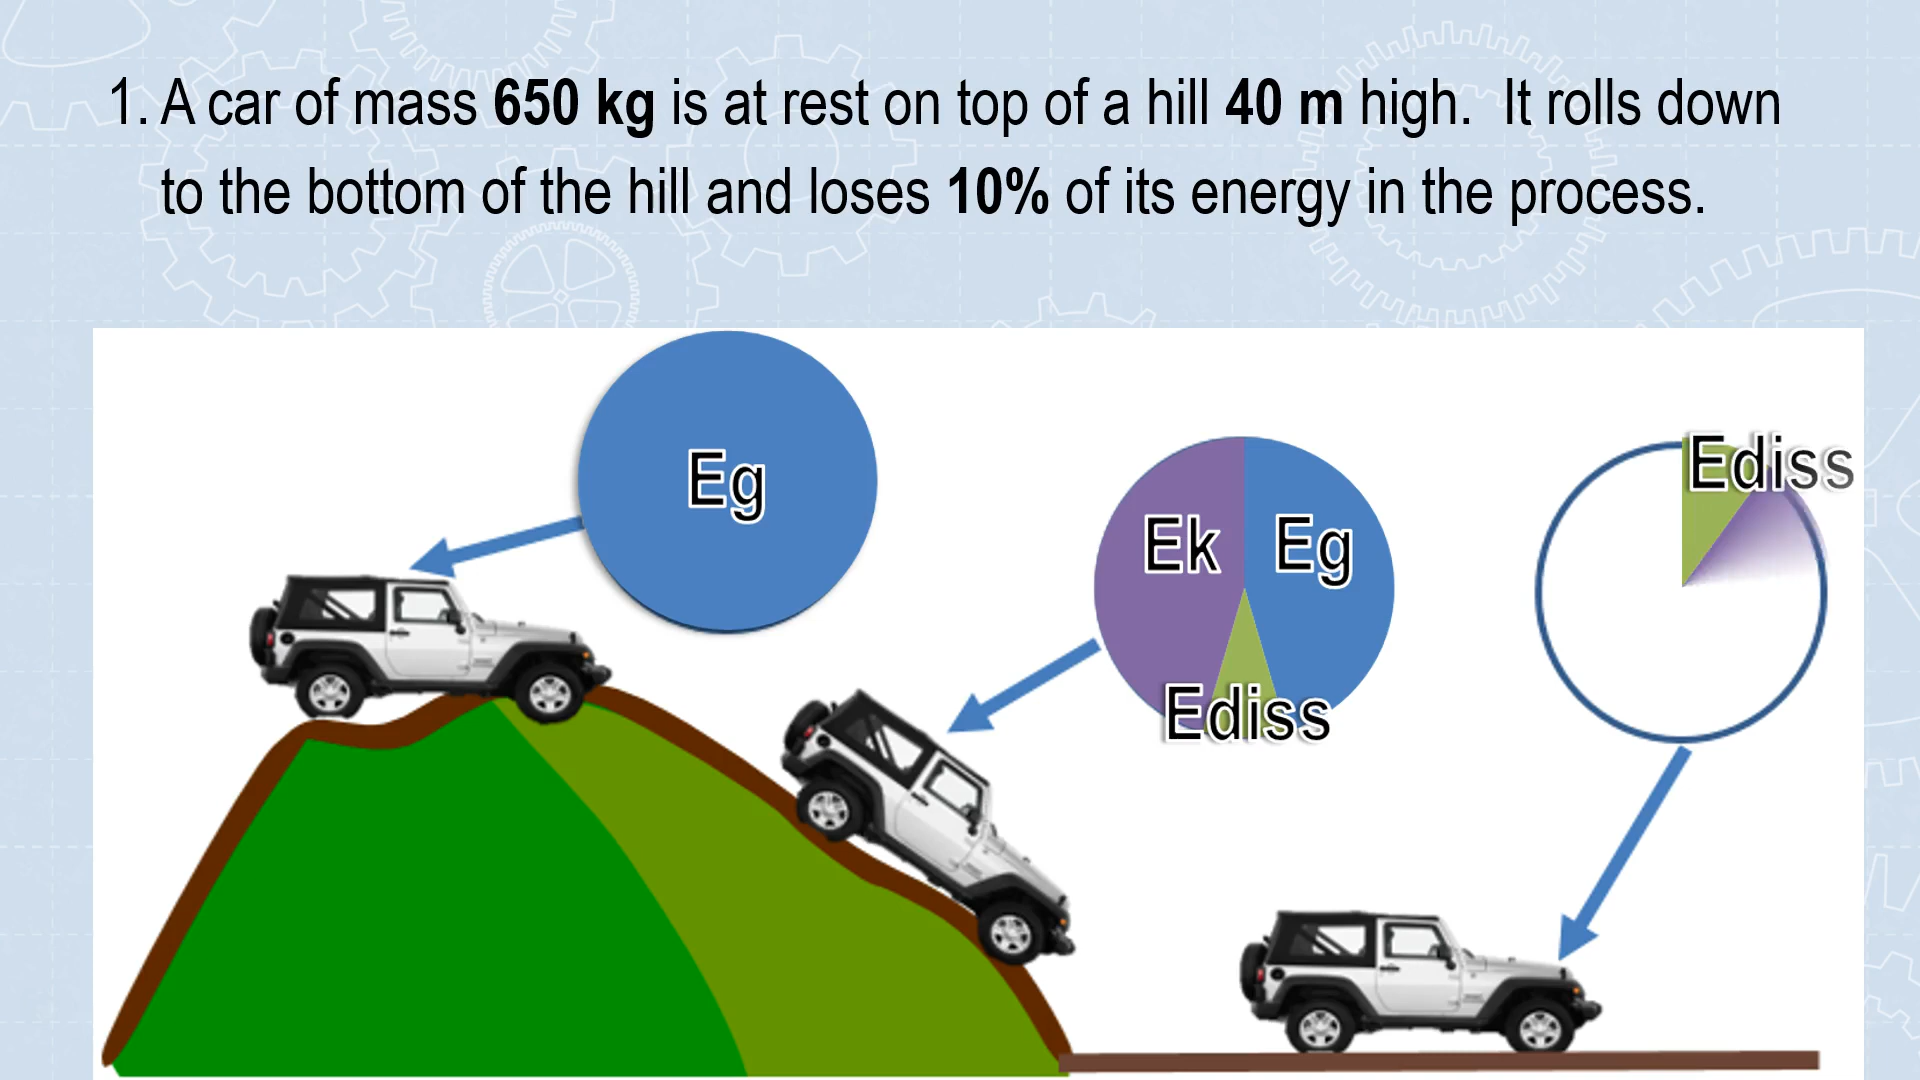 1. A car of mass 650 kg is at rest on top of a hill 40 m high. It rolls down
to the bottom of the hill and loses 10% of its energy in the process.
Eg
Ek
Eg
Ediss
Ediss